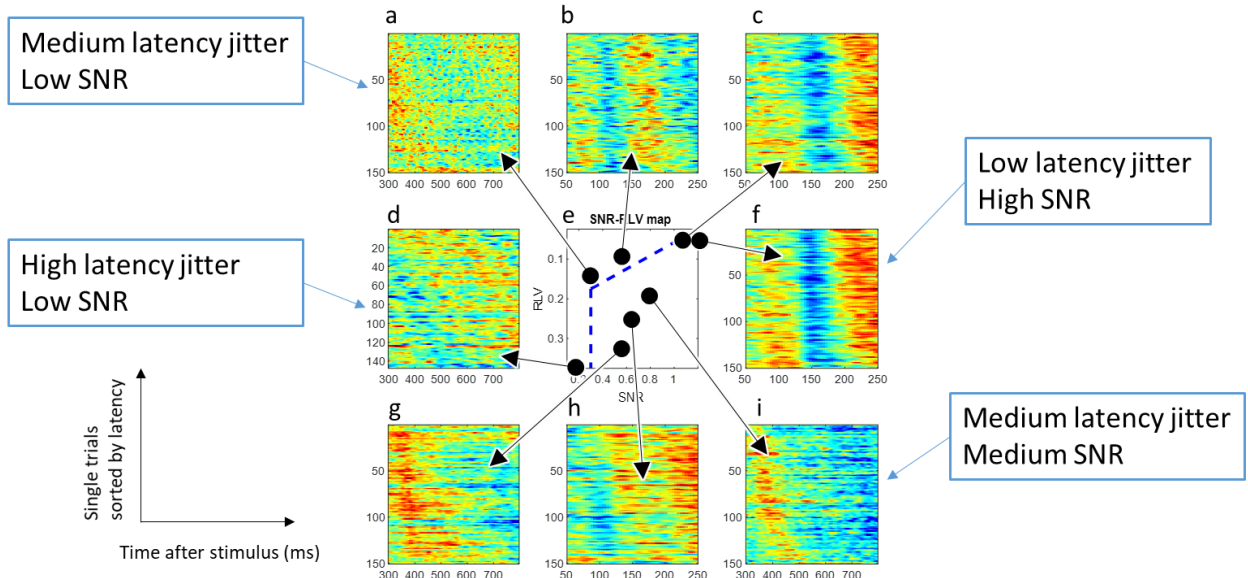 Medium latency jitter
Low SNR
a
50
100
150
300 400 500 600 700
b
50
100
150
50 100 150 200 250
c
50
100
150
50 100 150 200 250
Low latency jitter
High SNR
High latency jitter
Low SNR
d
20
40
60
80
100
120
140
300 400 500 600 700
e
SNR-RLV map
RLV
0.1
0.2
0.3
0.2 0.4 0.6 0.8 1
SNR
f
50
100
150
50 100 150 200 250
Single trials
sorted by latency
Time after stimulus (ms)
g
50
100
150
300 400 500 600 700
h
50
100
150
50 100 150 200 250
i
50
100
150
300 400 500 600 700
Medium latency jitter
Medium SNR